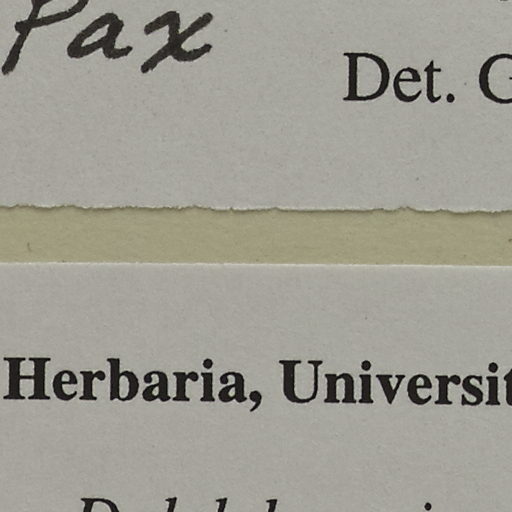 Pax
Det. G
Herbaria, Universit